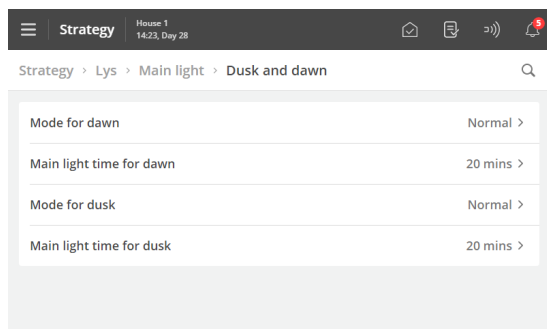 Strategy
House 1
14:23, Day 28
5
Strategy > Lys > Main light > Dusk and dawn
Mode for dawn Normal >
Main light time for dawn 20 mins >
Mode for dusk Normal >
Main light time for dusk 20 mins >